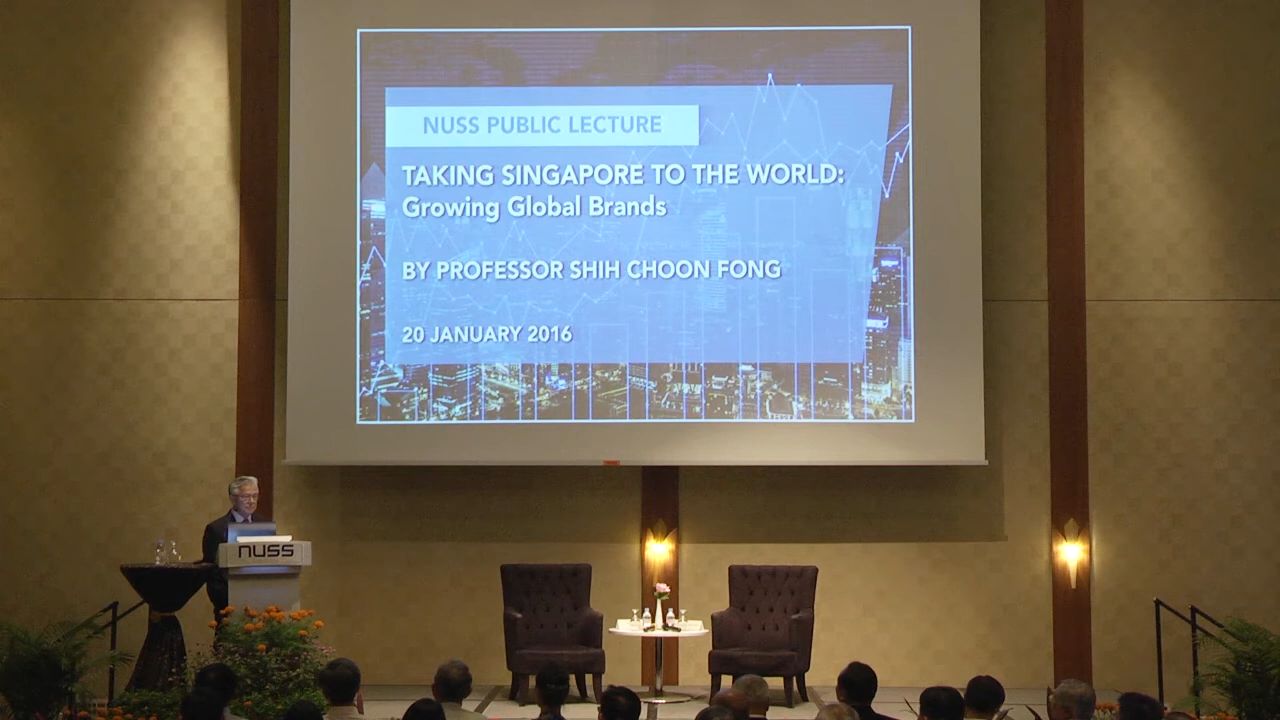 NUSS PUBLIC LECTURE
TAKING SINGAPORE TO THE WORLD:
Growing Global Brands
BY PROFESSOR SHIH CHOON FONG
20 JANUARY 2016
nuss